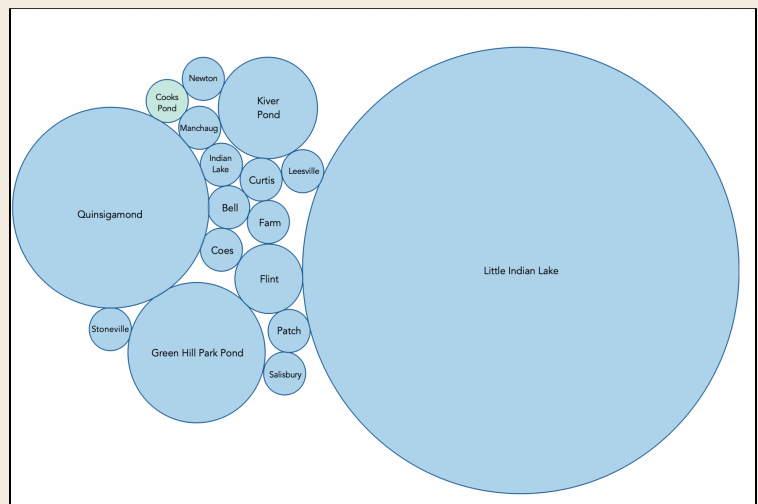 Newton
Cooks
Pond
Kiver
Pond
Manchaug
Indian
Lake
Leesville
Curtis
Bell
Quinsigamond
Farm
Coes
Little Indian Lake
Flint
Stoneville
Patch
Green Hill Park Pond
Salisbury